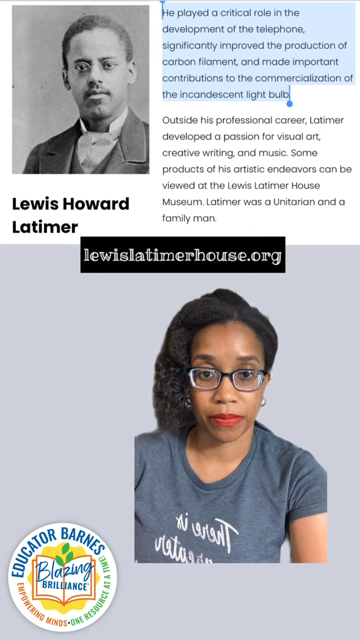 He played a critical role in the
development of the telephone,
significantly improved the production of
carbon filament, and made important
contributions to the commercialization of
the incandescent light bulb.
Outside his professional career, Latimer
developed a passion for visual art,
creative writing, and music. Some
products of his artistic endeavors can be
viewed at the Lewis Latimer House
Museum. Latimer was a Unitarian and a
family man.
Lewis Howard
Latimer
lewislatimerhouse.org
There is
EDUCATOR BARNES
Blazing
BRILLIANCE
EMPOWERING MINDS • ONE RESOURCE AT A TIME!